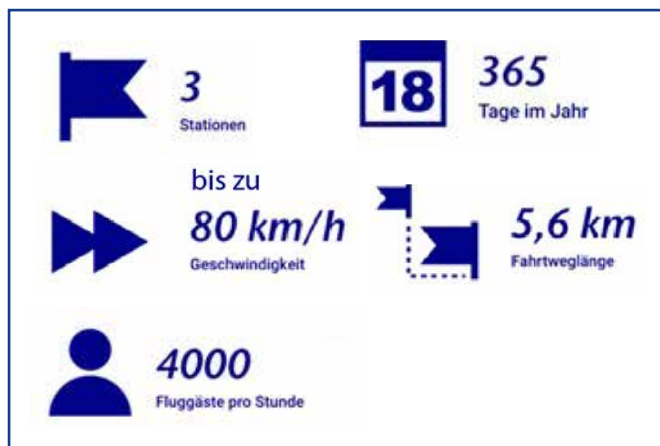 3
Stationen
18
365
Tage im Jahr
bis zu
80 km/h
Geschwindigkeit
5,6 km
Fahrtweglänge
4000
Fluggäste pro Stunde